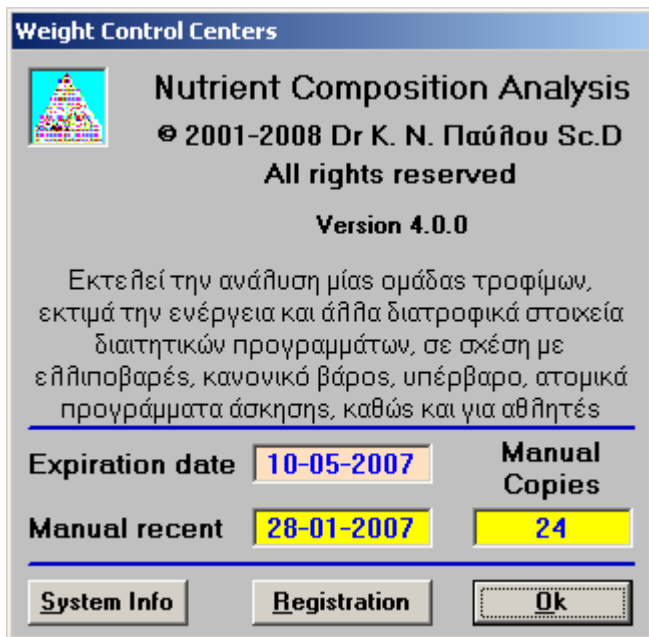 Weight Control Centers
Nutrient Composition Analysis
© 2001-2008 Dr K. N. Παύλου Sc.D
All rights reserved
Version 4.0.0
Εκτελεί την ανάλυση μίας ομάδας τροφίμων,
εκτιμά την ενέργεια και άλλα διατροφικά στοιχεία
διαιτητικών προγραμμάτων, σε σχέση με
ελλιποβαρές, κανονικό βάρος, υπέρβαρο, ατομικά
προγράμματα άσκησης, καθώς και για αθλητές
Expiration date 10-05-2007
Manual Copies
Manual recent 28-01-2007 24
System Info Registration Ok